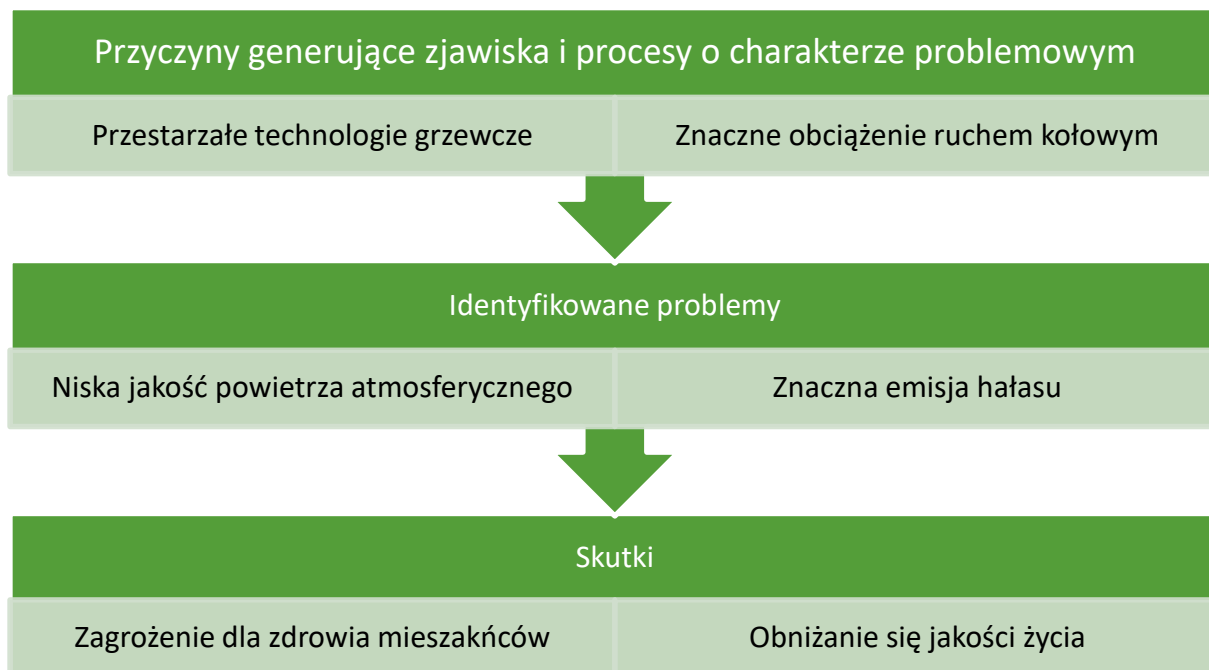 Przyczyny generujące zjawiska i procesy o charakterze problemowym
Przestarzałe technologie grzewcze
Znaczne obciążenie ruchem kołowym
Identyfikowane problemy
Niska jakość powietrza atmosferycznego
Znaczna emisja hałasu
Skutki
Zagrożenie dla zdrowia mieszakńców
Obniżanie się jakości życia